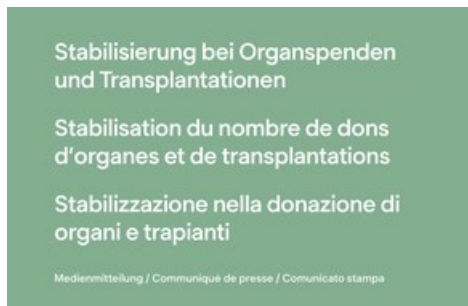 Stabilisierung bei Organspenden
und Transplantationen
Stabilisation du nombre de dons
d'organes et de transplantations
Stabilizzazione nella donazione di
organi e trapianti
Medienmitteilung / Communiqué de presse / Comunicato stampa